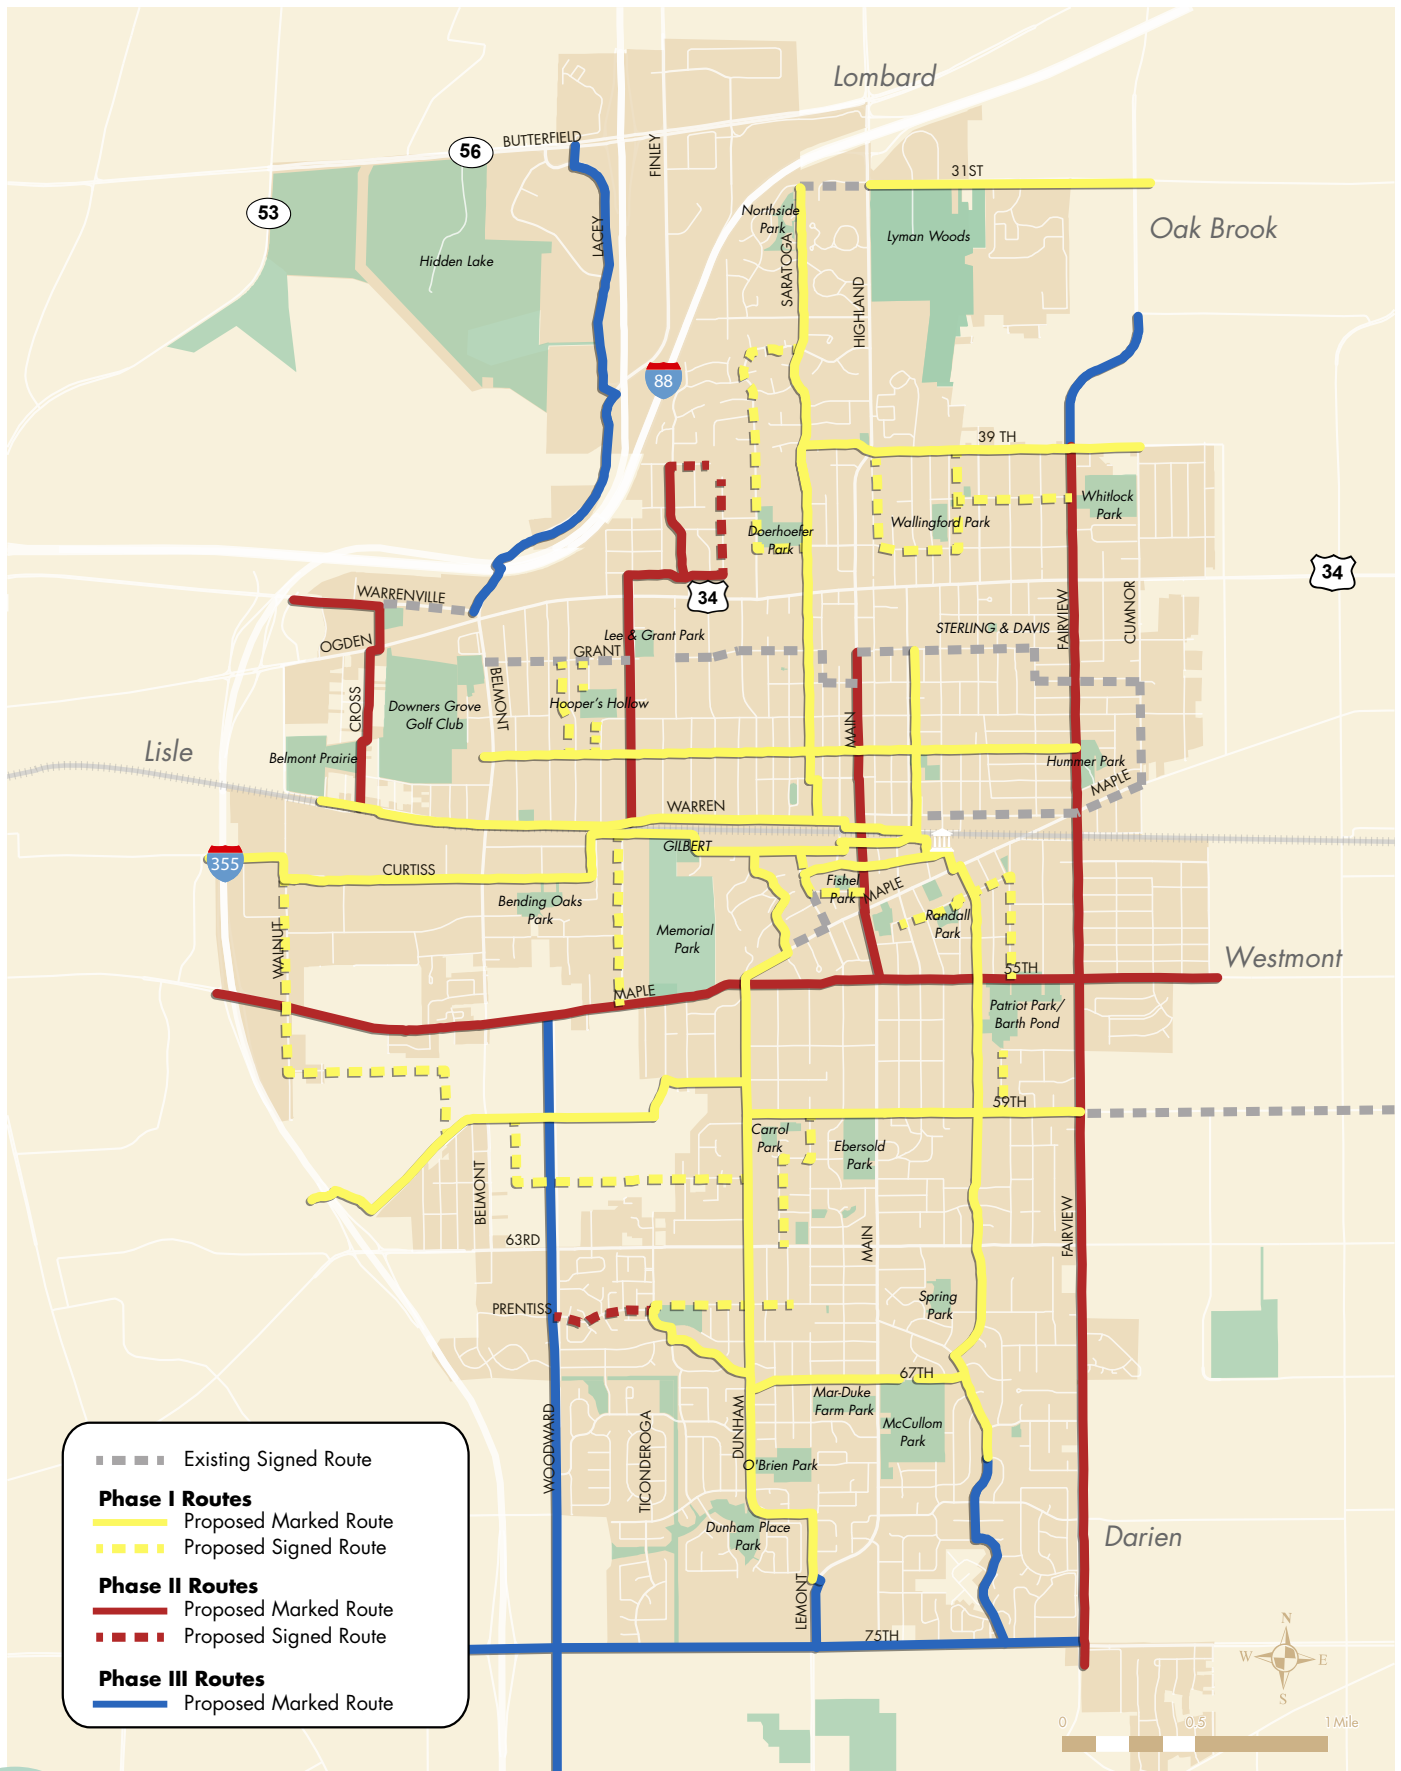 Lombard
BUTTERFIELD
56
FINLEY
31ST
53
Northside
Park
Oak Brook
Lyman Woods
LACEY
Hidden Lake
SARATOGA
HIGHLAND
88
39 TH
Whitlock
Park
Wallingford Park
Doerhoefer
Park
34
34
WARRENVILLE
CUMNOR
FAIRVIEW
OGDEN
Lee & Grant Park
STERLING & DAVIS
GRANT
BELMONT
CROSS
Downers Grove
Golf Club
Hooper's Hollow
MAIN
Lisle
Belmont Prairie
Hummer Park
MAPLE
WARREN
GILBERT
355
CURTISS
Fishel
Park
MAPLE
Bending Oaks
Park
Randall
Park
Memorial
Park
WALNUT
Westmont
55TH
MAPLE
Patriot Park/
Barth Pond
59TH
Carrol
Park
Ebersold
Park
BELMONT
63RD
MAIN
FAIRVIEW
Spring
Park
PRENTISS
67TH
Mar-Duke
Farm Park
McCullom
Park
WOODWARD
TICONDEROGA
DUNHAM
O'Brien Park
Dunham Place
Park
Darien
LEMONT
75TH
Existing Signed Route
Phase I Routes
Proposed Marked Route
Proposed Signed Route
Phase II Routes
Proposed Marked Route
Proposed Signed Route
Phase III Routes
Proposed Marked Route
N
W
E
S
0
0.5
1 Mile